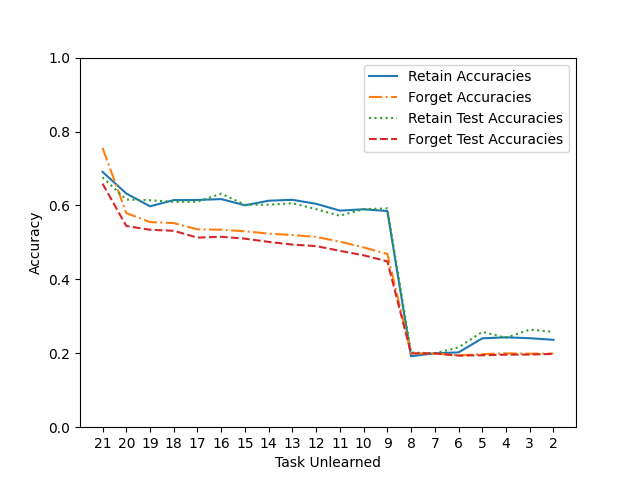 1.0
0.8
0.6
0.4
0.2
0.0
Accuracy
Retain Accuracies
Forget Accuracies
Retain Test Accuracies
Forget Test Accuracies
21 20 19 18 17 16 15 14 13 12 11 10 9 8 7 6 5 4 3 2
Task Unlearned